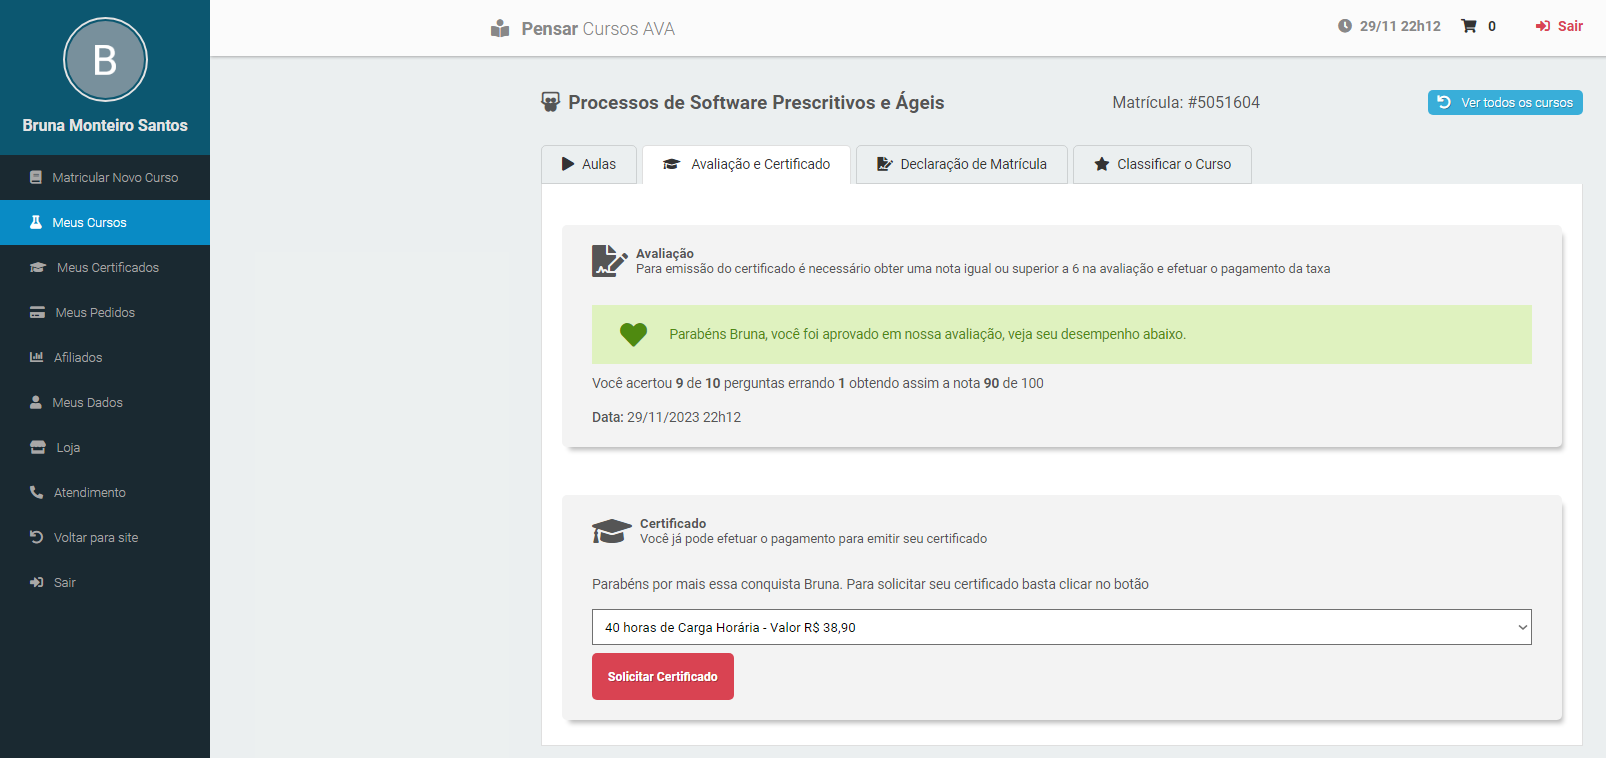 B
Bruna Monteiro Santos
Matricular Novo Curso
Meus Cursos
Meus Certificados
Meus Pedidos
Afiliados
Meus Dados
Loja
Atendimento
Voltar para site
Sair
Pensar Cursos AVA
29/11 22h12
0
Sair
Processos de Software Prescritivos e Ágeis
Matrícula: #5051604
Ver todos os cursos
Aulas
Avaliação e Certificado
Declaração de Matrícula
Classificar o Curso
Avaliação
Para emissão do certificado é necessário obter uma nota igual ou superior a 6 na avaliação e efetuar o pagamento da taxa
Parabéns Bruna, você foi aprovado em nossa avaliação, veja seu desempenho abaixo.
Você acertou 9 de 10 perguntas errando 1 obtendo assim a nota 90 de 100
Data: 29/11/2023 22h12
Certificado
Você já pode efetuar o pagamento para emitir seu certificado
Parabéns por mais essa conquista Bruna. Para solicitar seu certificado basta clicar no botão
40 horas de Carga Horária - Valor R$ 38,90
Solicitar Certificado